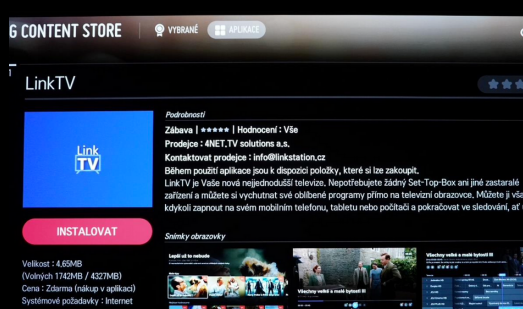 G CONTENT STORE
VYBRANÉ
APLIKACE
LinkTV
Link
TV
INSTALOVAT
Velikost : 4,65MB
(Volných 1742MB / 4327MB)
Cena : Zdarma (nákup v aplikaci)
Systémové požadavky : Internet
Podrobnosti
Zábava | ★★★★★ | Hodnocení : Vše
Prodejce : 4NET.TV solutions a.s.
Kontaktovat prodejce : info@linkstation.cz
Během použití aplikace jsou k dispozici položky, které si lze zakoupit.
LinkTV je Vaše nová nejjednodušší televize. Nepotřebujete žádný Set-Top-Box ani jiné zastaralé
zařízení a můžete si vychutnat své oblíbené programy přímo na televizní obrazovce. Můžete ji vša
kdykoli zapnout na svém mobilním telefonu, tabletu nebo počítači a pokračovat ve sledování, ať
Snímky obrazovky
Lepší už to nebude
Všechny velké a malé bytosti III
Všechny velké a malé bytosti III